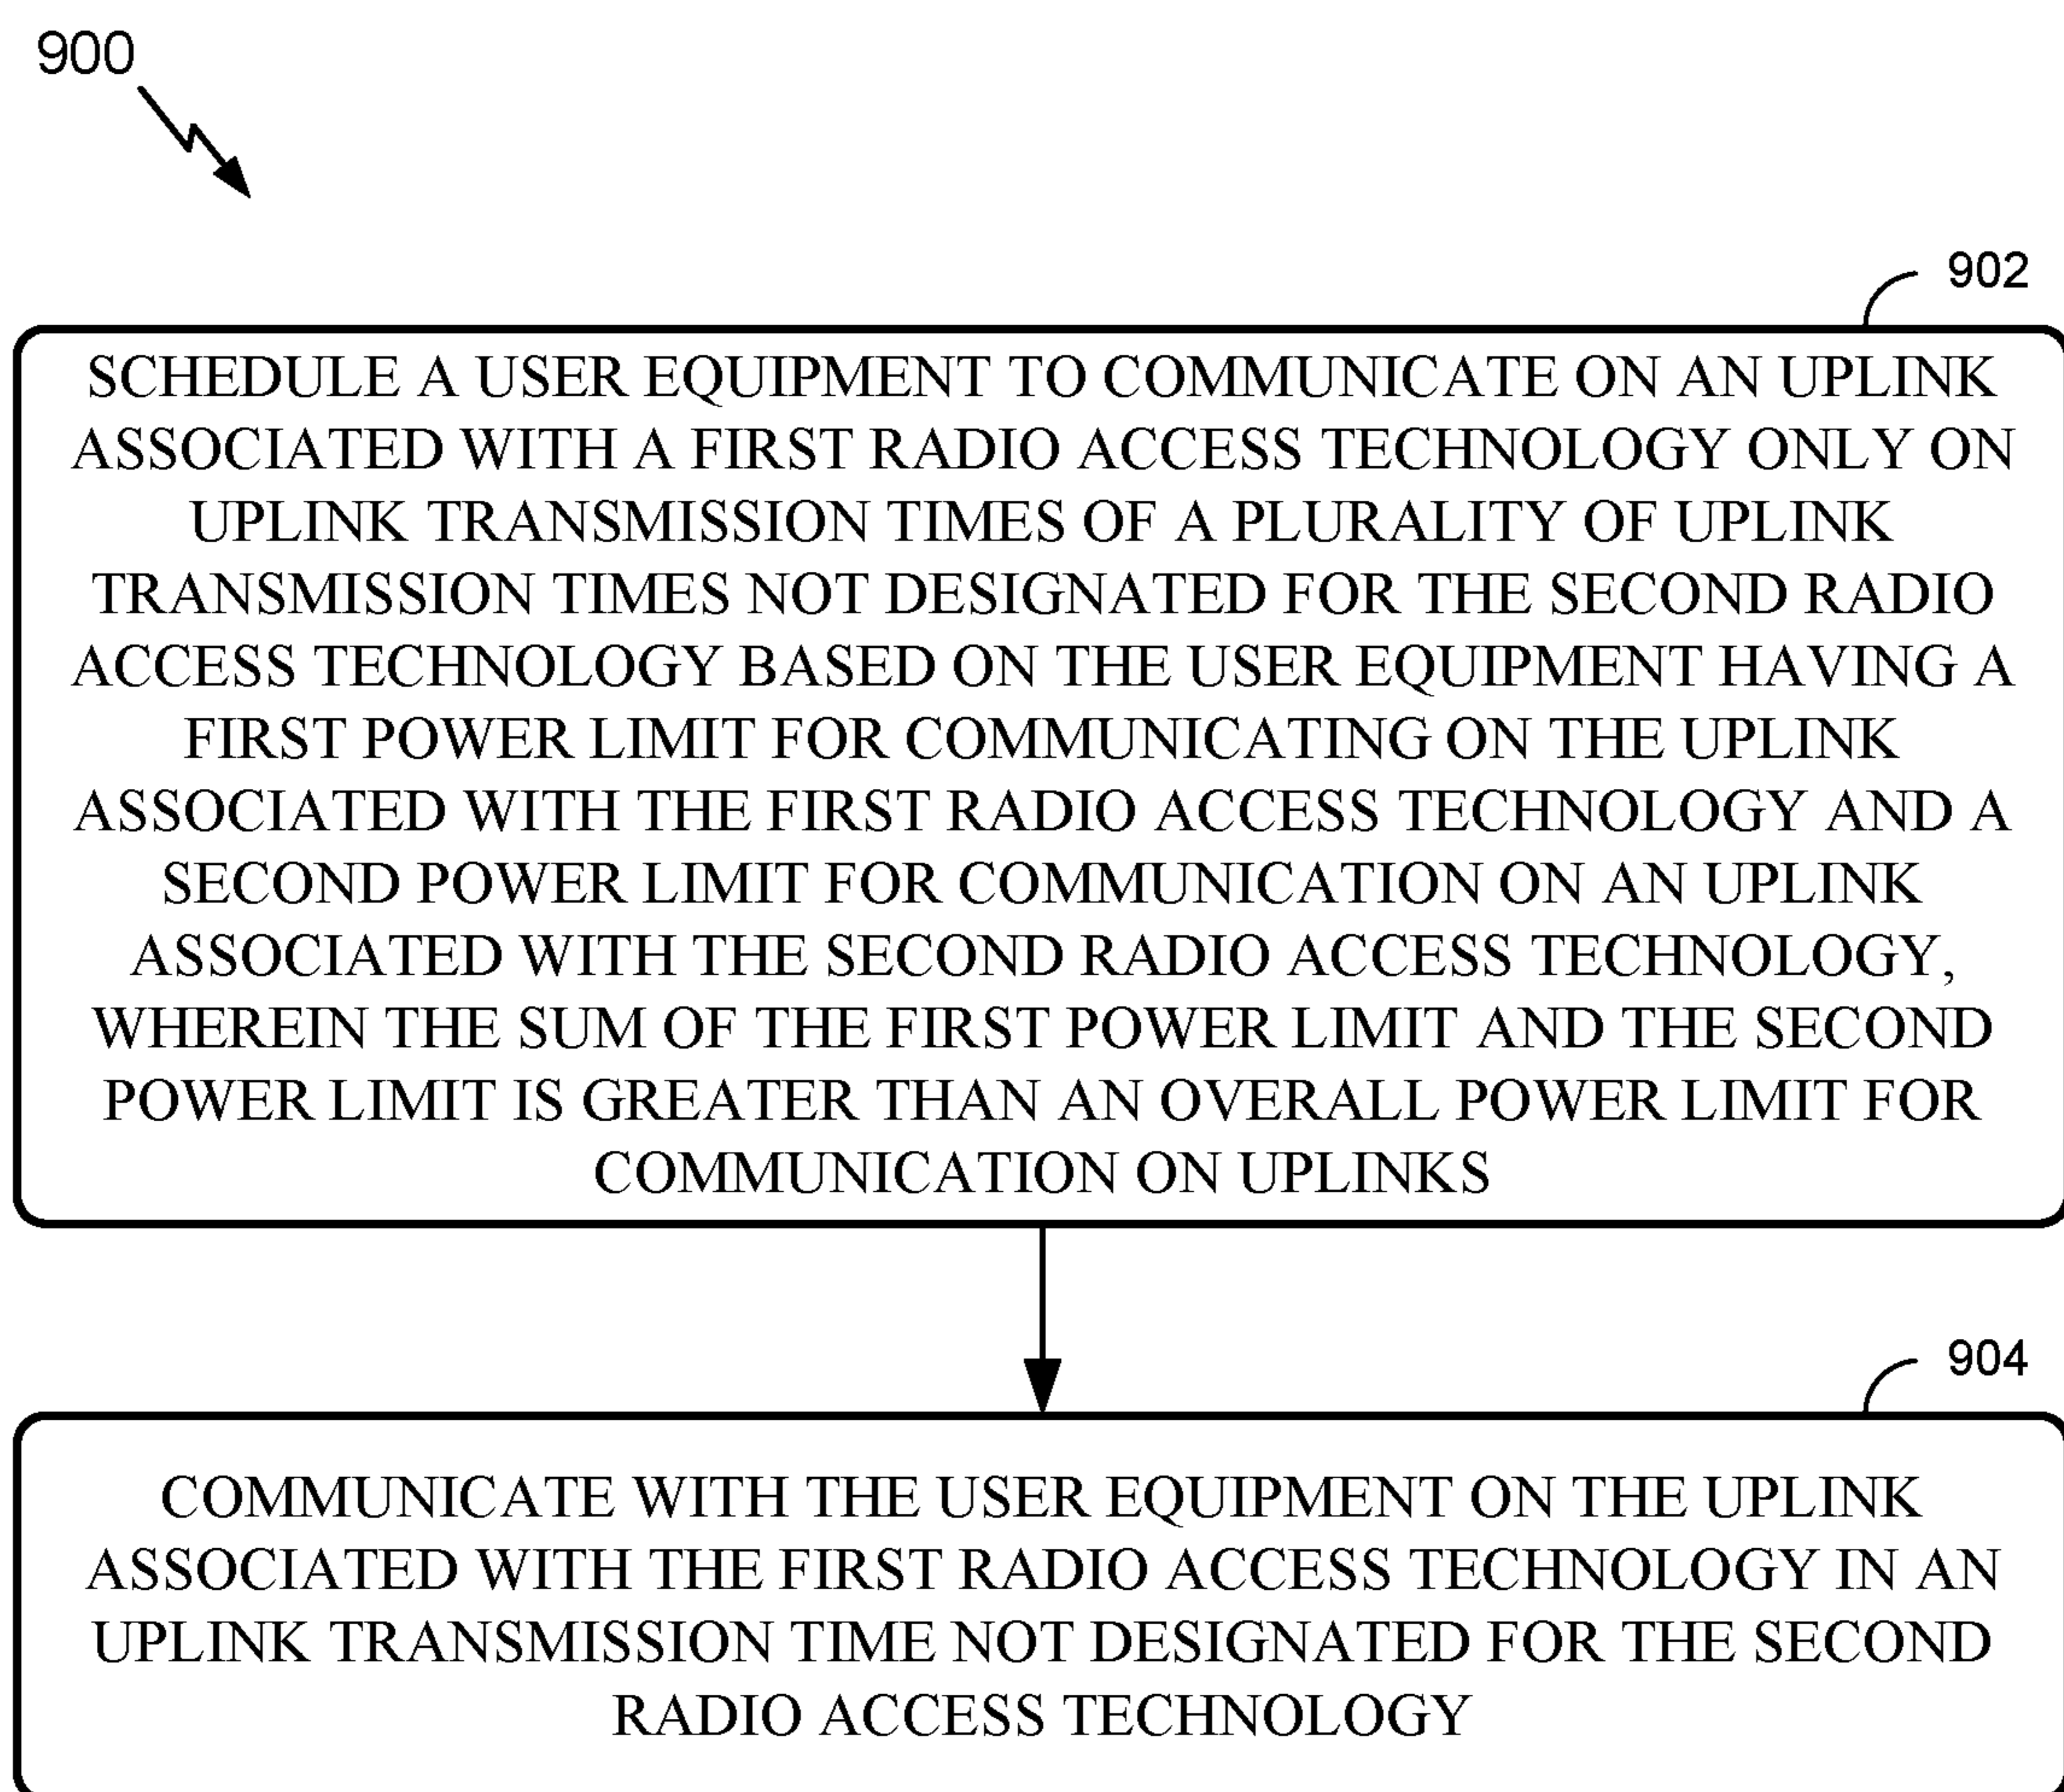 900
902
SCHEDULE A USER EQUIPMENT TO COMMUNICATE ON AN UPLINK
ASSOCIATED WITH A FIRST RADIO ACCESS TECHNOLOGY ONLY ON
UPLINK TRANSMISSION TIMES OF A PLURALITY OF UPLINK
TRANSMISSION TIMES NOT DESIGNATED FOR THE SECOND RADIO
ACCESS TECHNOLOGY BASED ON THE USER EQUIPMENT HAVING A
FIRST POWER LIMIT FOR COMMUNICATING ON THE UPLINK
ASSOCIATED WITH THE FIRST RADIO ACCESS TECHNOLOGY AND A
SECOND POWER LIMIT FOR COMMUNICATION ON AN UPLINK
ASSOCIATED WITH THE SECOND RADIO ACCESS TECHNOLOGY,
WHEREIN THE SUM OF THE FIRST POWER LIMIT AND THE SECOND
POWER LIMIT IS GREATER THAN AN OVERALL POWER LIMIT FOR
COMMUNICATION ON UPLINKS
904
COMMUNICATE WITH THE USER EQUIPMENT ON THE UPLINK
ASSOCIATED WITH THE FIRST RADIO ACCESS TECHNOLOGY IN AN
UPLINK TRANSMISSION TIME NOT DESIGNATED FOR THE SECOND
RADIO ACCESS TECHNOLOGY